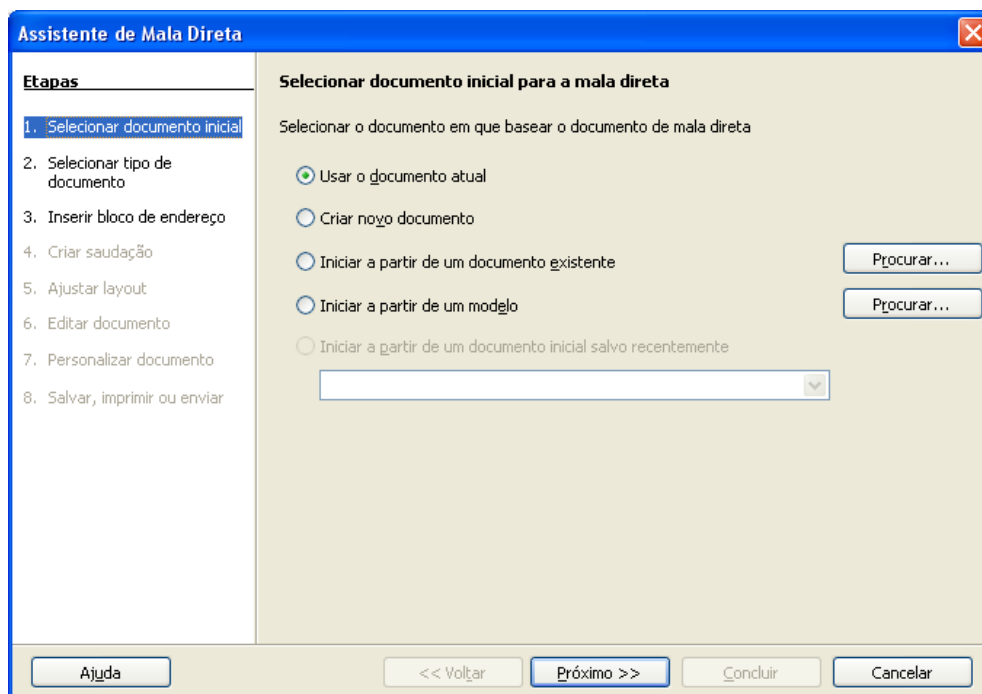 Assistente de Mala Direta
Etapas
1. Selecionar documento inicial
2. Selecionar tipo de
documento
3. Inserir bloco de endereço
4. Criar saudação
5. Ajustar layout
6. Editar documento
7. Personalizar documento
8. Salvar, imprimir ou enviar
Selecionar documento inicial para a mala direta
Selecionar o documento em que basear o documento de mala direta
Usar o documento atual
Criar novo documento
Iniciar a partir de um documento existente
Procurar...
Iniciar a partir de um modelo
Procurar...
Iniciar a partir de um documento inicial salvo recentemente
Ajuda
<< Voltar
Próximo >>
Concluir
Cancelar